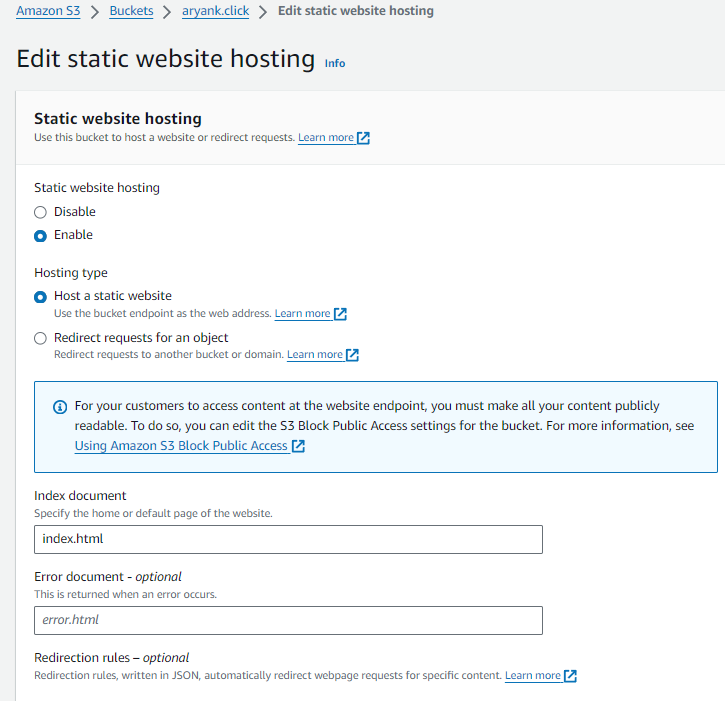 Amazon S3 > Buckets > aryank.click > Edit static website hosting
Edit static website hosting Info
Static website hosting
Use this bucket to host a website or redirect requests. Learn more
Static website hosting
Disable
Enable
Hosting type
Host a static website
Use the bucket endpoint as the web address. Learn more
Redirect requests for an object
Redirect requests to another bucket or domain. Learn more
For your customers to access content at the website endpoint, you must make all your content publicly
readable. To do so, you can edit the S3 Block Public Access settings for the bucket. For more information, see
Using Amazon S3 Block Public Access
Index document
Specify the home or default page of the website.
index.html
Error document - optional
This is returned when an error occurs.
error.html
Redirection rules – optional
Redirection rules, written in JSON, automatically redirect webpage requests for specific content. Learn more